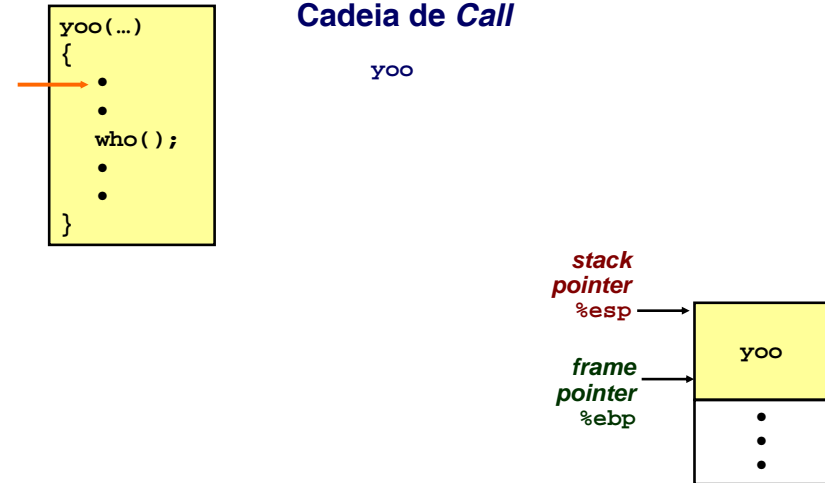 Cadeia de Call
yoo(…)
{
•
•
who();
•
•
}
yoo
stack
pointer
%esp
frame
pointer
%ebp
yoo
•
•
•